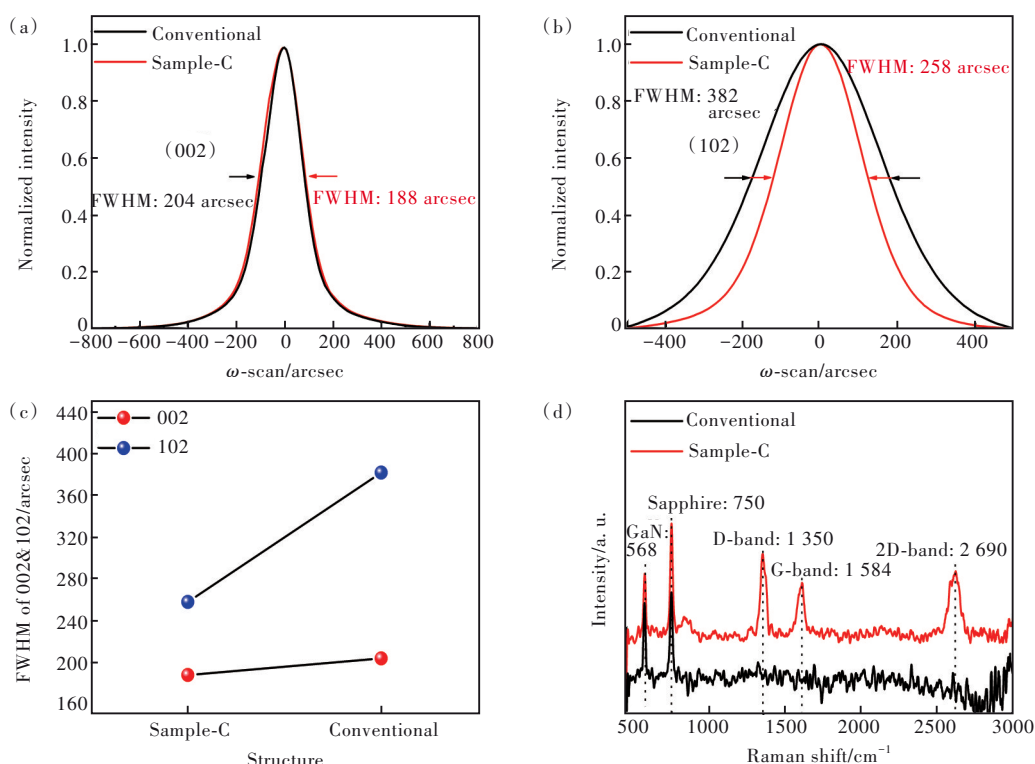 (a)
Conventional
Sample-C
1.0
0.8
0.6
0.4
0.2
0
Normalized intensity
(002)
FWHM: 204 arcsec
FWHM: 188 arcsec
−800 −600 −400 −200 0 200 400 600 800
ω-scan/arcsec
(b)
Conventional
Sample-C
1.0
0.8
0.6
0.4
0.2
0
Normalized intensity
FWHM: 258 arcsec
FWHM: 382
arcsec
(102)
−400 −200 0 200 400
ω-scan/arcsec
(c)
002
102
440
400
360
280
260
240
200
160
FWHM of 002&102/arcsec
Sample-C Conventional
Structure
(d)
Conventional
Sample-C
Sapphire: 750
GaN:
568
D-band: 1 350
G-band: 1 584
2D-band: 2 690
Intensity/a. u.
500 1000 1500 2000 2500 3000
Raman shift/cm⁻¹